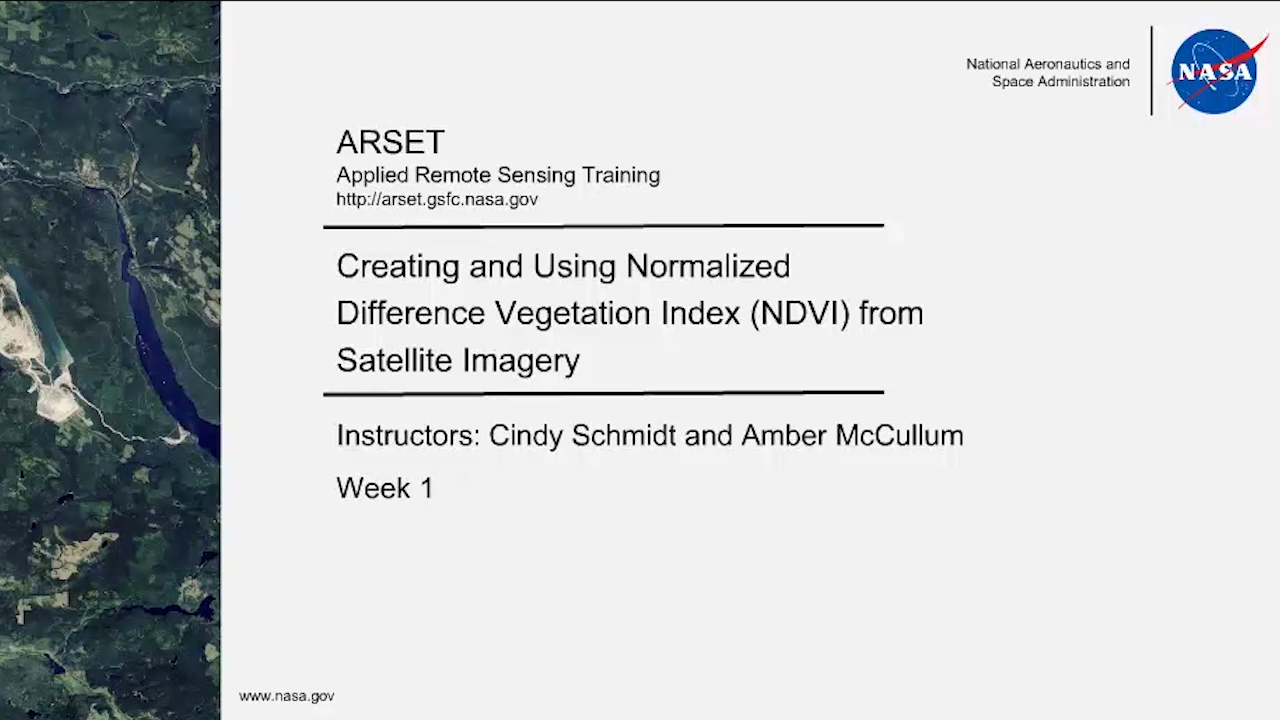 National Aeronautics and
Space Administration
NASA
ARSET
Applied Remote Sensing Training
http://arset.gsfc.nasa.gov
Creating and Using Normalized
Difference Vegetation Index (NDVI) from
Satellite Imagery
Instructors: Cindy Schmidt and Amber McCullum
Week 1
www.nasa.gov